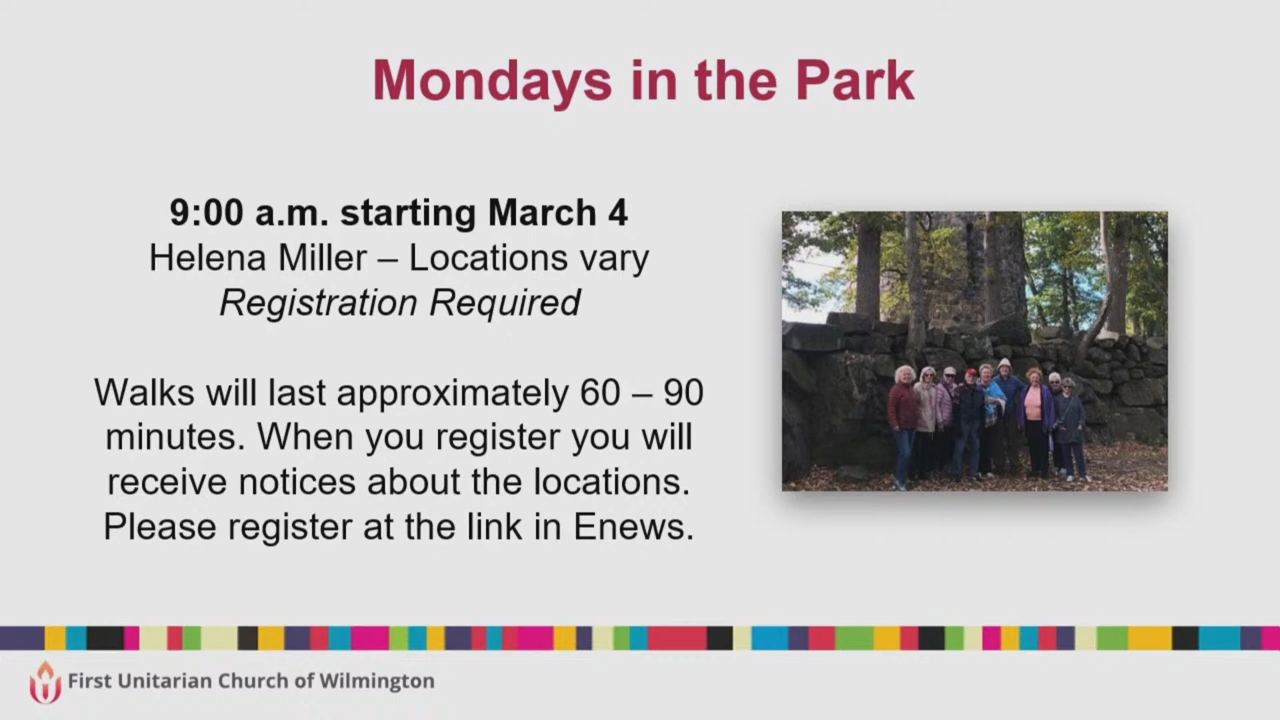 Mondays in the Park
9:00 a.m. starting March 4
Helena Miller – Locations vary
Registration Required
Walks will last approximately 60 – 90
minutes. When you register you will
receive notices about the locations.
Please register at the link in Enews.
First Unitarian Church of Wilmington